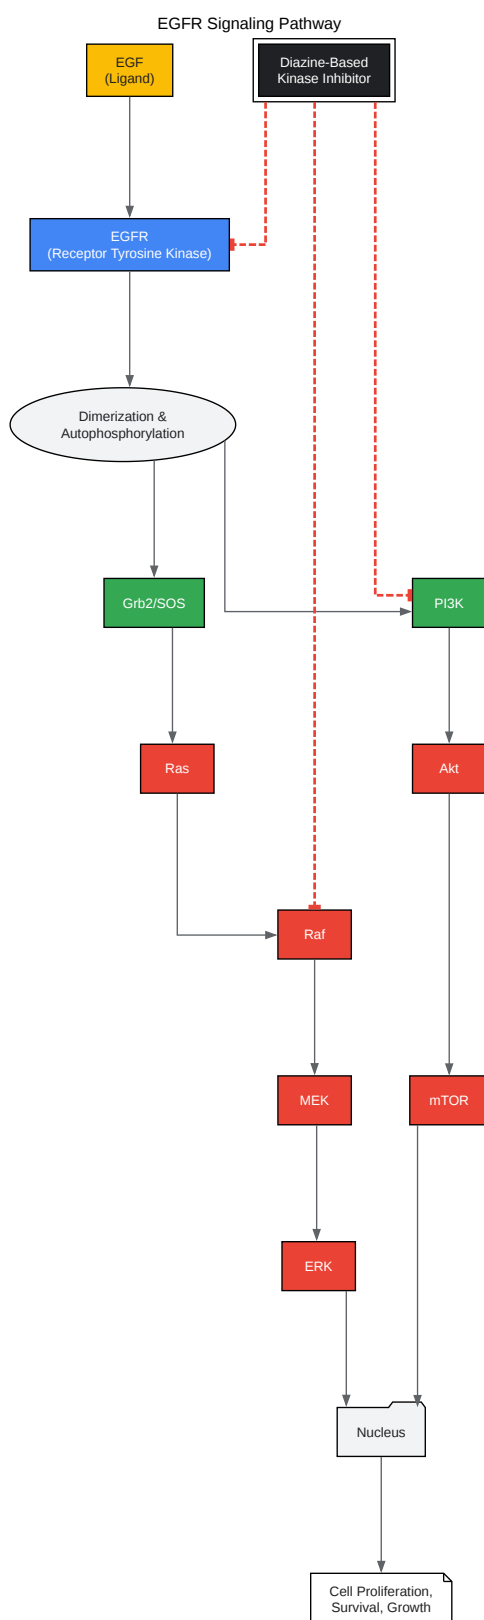 EGFR Signaling Pathway
EGF
(Ligand)
Diazine-Based
Kinase Inhibitor
EGFR
(Receptor Tyrosine Kinase)
Dimerization &
Autophosphorylation
Grb2/SOS
PI3K
Ras
Akt
Raf
MEK
mTOR
ERK
Nucleus
Cell Proliferation,
Survival, Growth